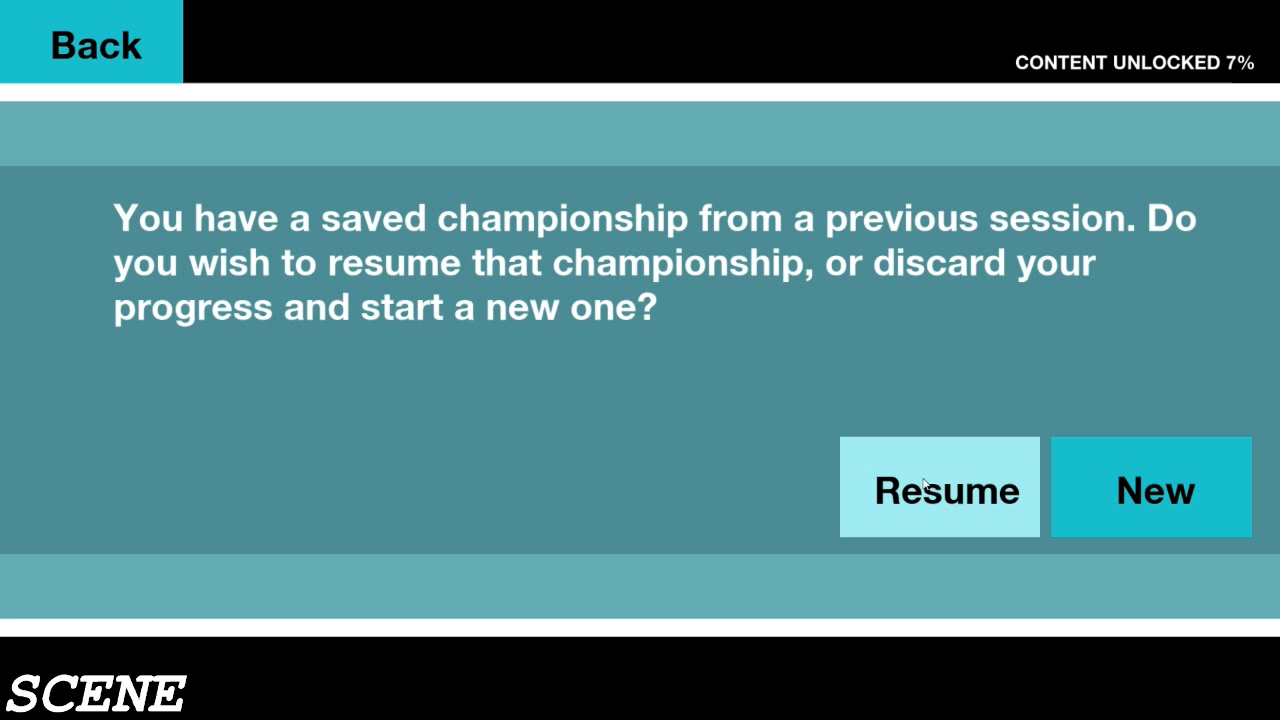 Back
CONTENT UNLOCKED 7%
You have a saved championship from a previous session. Do
you wish to resume that championship, or discard your
progress and start a new one?
Resume
New
SCENE